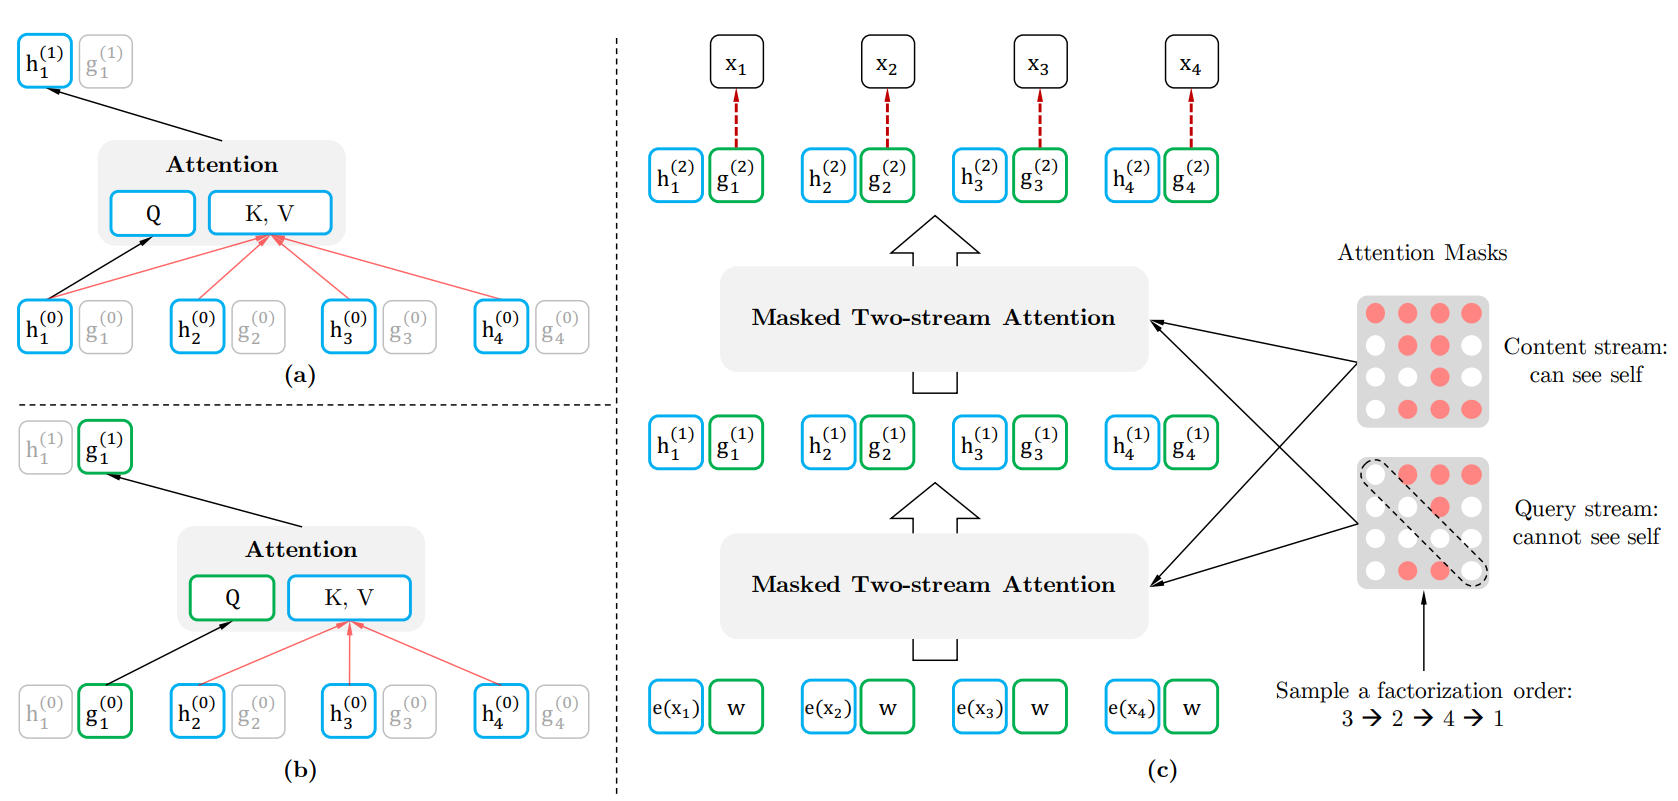 h₁⁽¹⁾ g₁⁽¹⁾
Attention
Q K, V
h₁⁽⁰⁾ g₁⁽⁰⁾ h₂⁽⁰⁾ g₂⁽⁰⁾ h₃⁽⁰⁾ g₃⁽⁰⁾ h₄⁽⁰⁾ g₄⁽⁰⁾
(a)
h₁⁽¹⁾ g₁⁽¹⁾
Attention
Q K, V
h₁⁽⁰⁾ g₁⁽⁰⁾ h₂⁽⁰⁾ g₂⁽⁰⁾ h₃⁽⁰⁾ g₃⁽⁰⁾ h₄⁽⁰⁾ g₄⁽⁰⁾
(b)
x₁ x₂ x₃ x₄
h₁⁽²⁾ g₁⁽²⁾ h₂⁽²⁾ g₂⁽²⁾ h₃⁽²⁾ g₃⁽²⁾ h₄⁽²⁾ g₄⁽²⁾
Masked Two-stream Attention
h₁⁽¹⁾ g₁⁽¹⁾ h₂⁽¹⁾ g₂⁽¹⁾ h₃⁽¹⁾ g₃⁽¹⁾ h₄⁽¹⁾ g₄⁽¹⁾
Masked Two-stream Attention
e(x₁) w e(x₂) w e(x₃) w e(x₄) w
(c)
Attention Masks
Content stream:
can see self
Query stream:
cannot see self
Sample a factorization order:
3 → 2 → 4 → 1